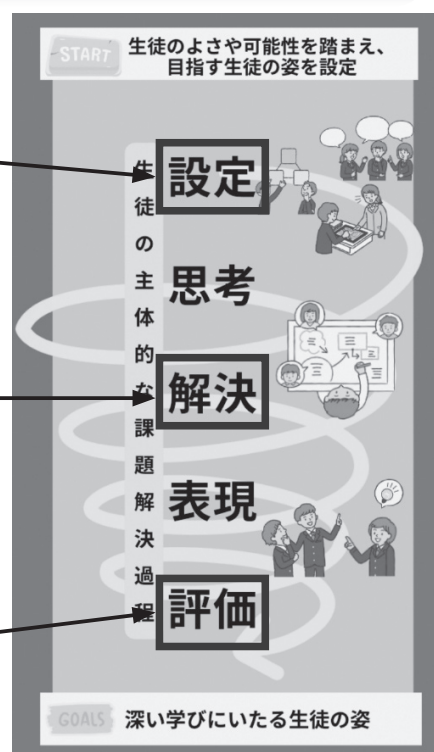 START
生徒のよさや可能性を踏まえ、
目指す生徒の姿を設定
生徒の主体的な課題解決過程
設定
思考
解決
表現
評価
GOALS
深い学びにいたる生徒の姿